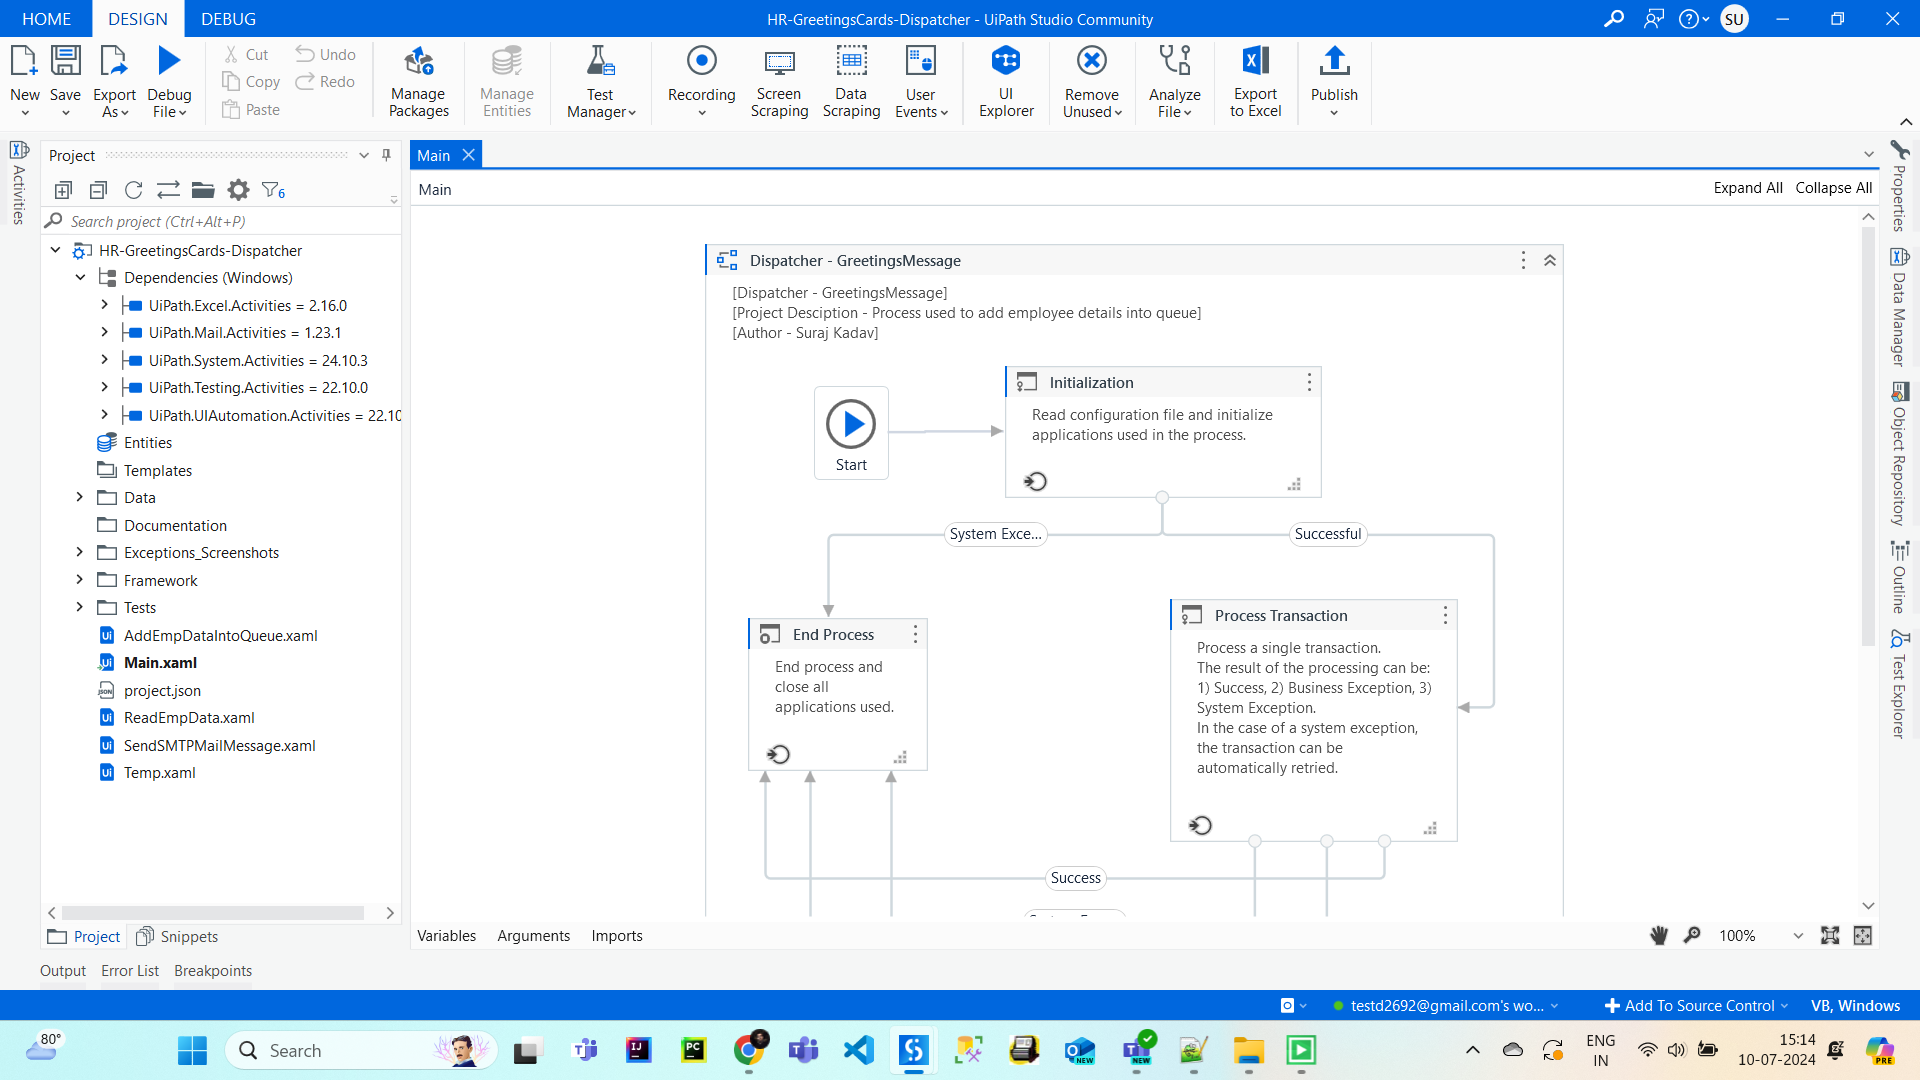 HOME DESIGN DEBUG
HR-GreetingsCards-Dispatcher - UiPath Studio Community
SU
New
Save
Export As
Debug File
Cut
Copy
Paste
Undo
Redo
Manage Packages
Manage Entities
Test Manager
Recording
Screen Scraping
Data Scraping
User Events
UI Explorer
Remove Unused
Analyze File
Export to Excel
Publish
Activities
Project
6
Search project (Ctrl+Alt+P)
HR-GreetingsCards-Dispatcher
Dependencies (Windows)
UiPath.Excel.Activities = 2.16.0
UiPath.Mail.Activities = 1.23.1
UiPath.System.Activities = 24.10.3
UiPath.Testing.Activities = 22.10.0
UiPath.UIAutomation.Activities = 22.10
Entities
Templates
Data
Documentation
Exceptions_Screenshots
Framework
Tests
AddEmpDataIntoQueue.xaml
Main.xaml
project.json
ReadEmpData.xaml
SendSMTPMailMessage.xaml
Temp.xaml
Project Snippets
Output Error List Breakpoints
Main
Main
Expand All Collapse All
Dispatcher - GreetingsMessage
[Dispatcher - GreetingsMessage]
[Project Desciption - Process used to add employee details into queue]
[Author - Suraj Kadav]
Start
Initialization
Read configuration file and initialize
applications used in the process.
System Exce...
Successful
End Process
End process and
close all
applications used.
Process Transaction
Process a single transaction.
The result of the processing can be:
1) Success, 2) Business Exception, 3)
System Exception.
In the case of a system exception,
the transaction can be
automatically retried.
Success
Variables Arguments Imports
100%
Properties
Data Manager
Object Repository
Outline
Test Explorer
testd2692@gmail.com's wo...
Add To Source Control
VB, Windows
80°
Search
ENG
IN
15:14
10-07-2024